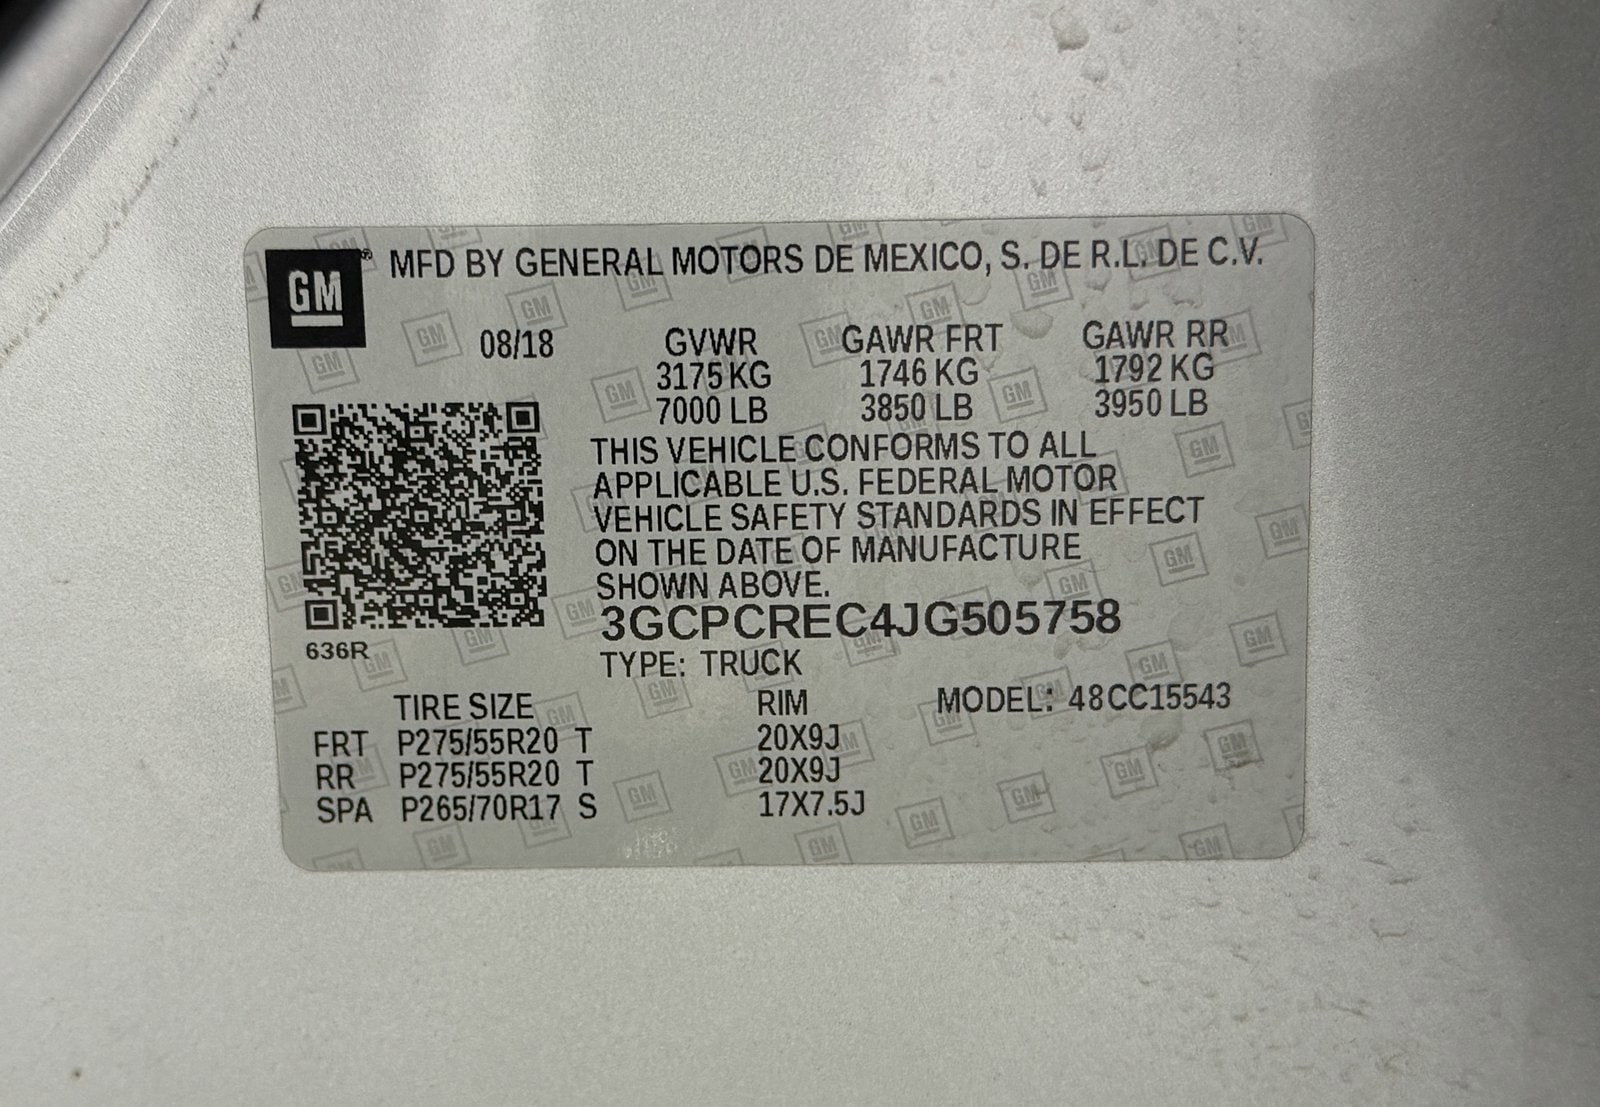 GM
MFD BY GENERAL MOTORS DE MEXICO, S. DE R.L. DE C.V.
08/18 GVWR GAWR FRT GAWR RR
3175 KG 1746 KG 1792 KG
7000 LB 3850 LB 3950 LB
THIS VEHICLE CONFORMS TO ALL
APPLICABLE U.S. FEDERAL MOTOR
VEHICLE SAFETY STANDARDS IN EFFECT
ON THE DATE OF MANUFACTURE
SHOWN ABOVE.
3GCPCREC4JG505758
636R
TYPE: TRUCK
TIRE SIZE RIM MODEL: 48CC15543
FRT P275/55R20 T 20X9J
RR P275/55R20 T 20X9J
SPA P265/70R17 S 17X7.5J